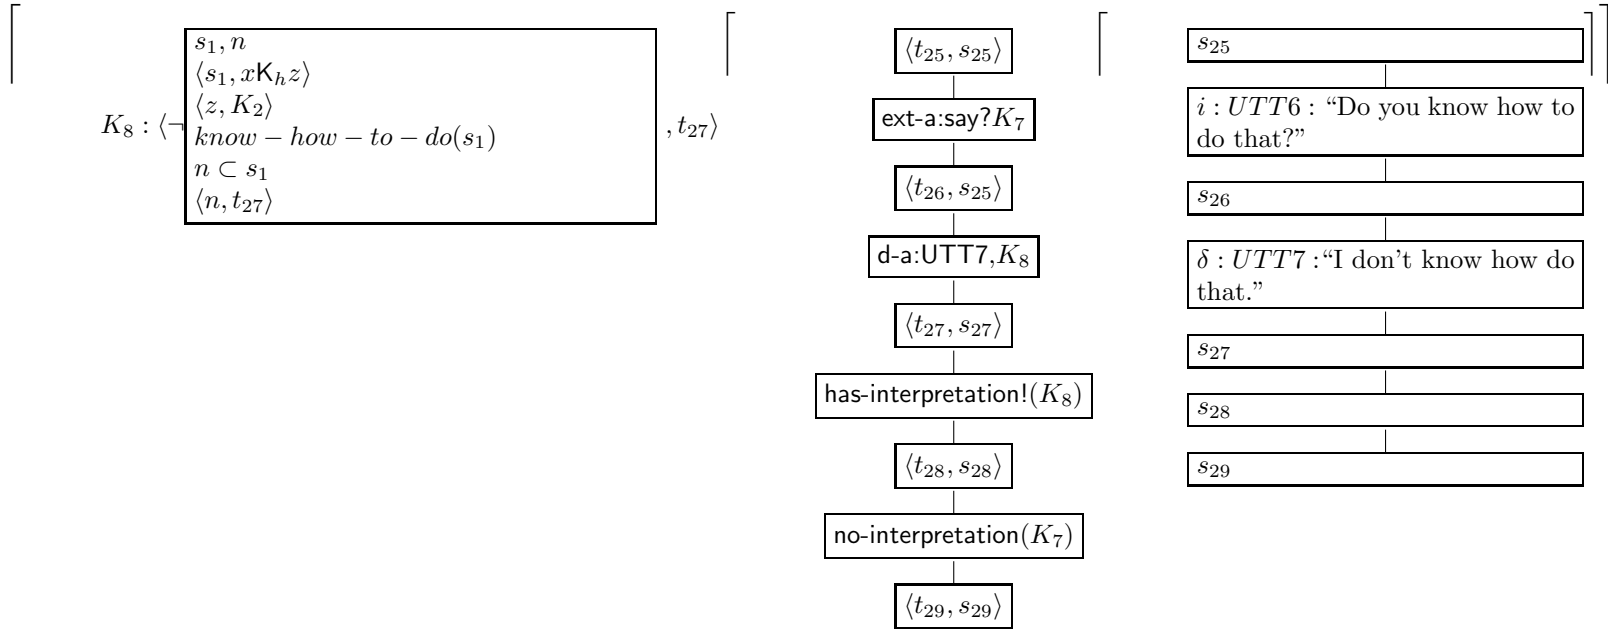 K₈ : ⟨¬
s₁, n
⟨s₁, xKₕz⟩
⟨z, K₂⟩
know − how − to − do(s₁)
n ⊂ s₁
⟨n, t₂₇⟩
, t₂₇⟩
⟨t₂₅, s₂₅⟩
ext-a:say?K₇
⟨t₂₆, s₂₅⟩
d-a:UTT7,K₈
⟨t₂₇, s₂₇⟩
has-interpretation!(K₈)
⟨t₂₈, s₂₈⟩
no-interpretation(K₇)
⟨t₂₉, s₂₉⟩
s₂₅
i : UTT6 : “Do you know how to
do that?”
s₂₆
δ : UTT7 :“I don't know how do
that.”
s₂₇
s₂₈
s₂₉